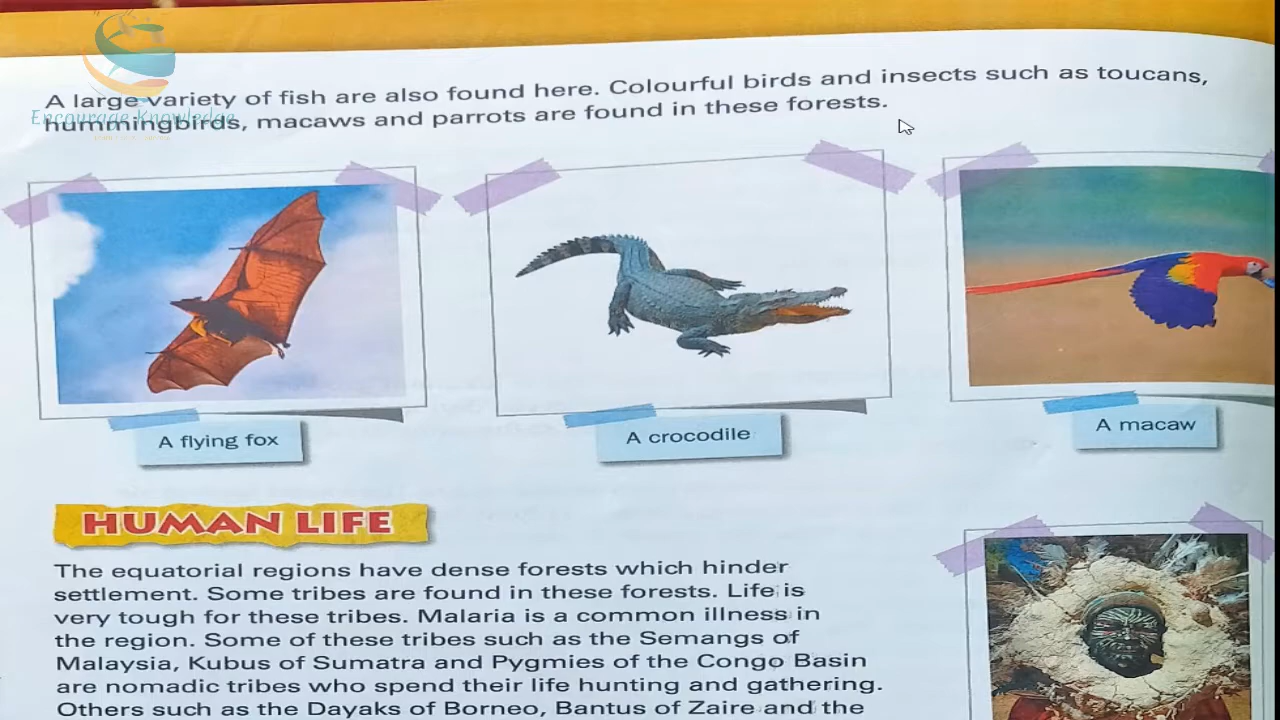 A large variety of fish are also found here. Colourful birds and insects such as toucans,
hummingbirds, macaws and parrots are found in these forests.
Encourage Knowledge
A flying fox
A crocodile
A macaw
HUMAN LIFE
The equatorial regions have dense forests which hinder
settlement. Some tribes are found in these forests. Life is
very tough for these tribes. Malaria is a common illness in
the region. Some of these tribes such as the Semangs of
Malaysia, Kubus of Sumatra and Pygmies of the Congo Basin
are nomadic tribes who spend their life hunting and gathering.
Others such as the Dayaks of Borneo, Bantus of Zaire and the